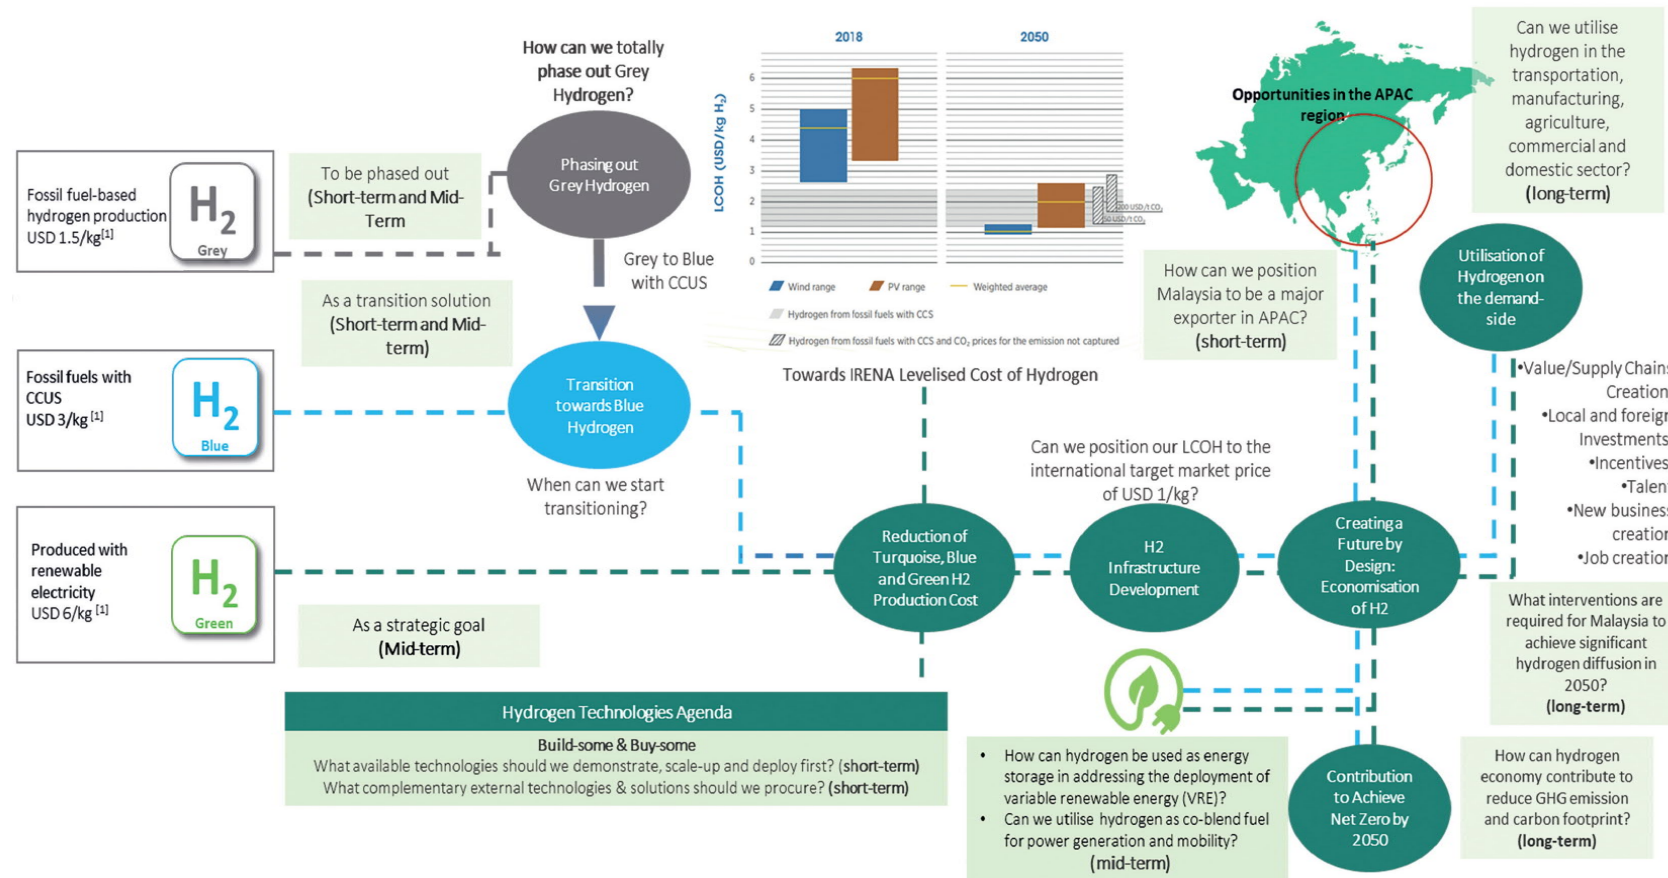 How can we totally
phase out Grey
Hydrogen?
Fossil fuel-based
hydrogen production
USD 1.5/kg[1]
H2
Grey
To be phased out
(Short-term and Mid-
Term
Phasing out
Grey Hydrogen
Grey to Blue
with CCUS
As a transition solution
(Short-term and Mid-
term)
Fossil fuels with
CCUS
USD 3/kg [1]
H2
Blue
Transition
towards Blue
Hydrogen
When can we start
transitioning?
Produced with
renewable
electricity
USD 6/kg [1]
H2
Green
As a strategic goal
(Mid-term)
2018
2050
LCOH (USD/kg H2)
6
5
4
3
2
1
0
200 USD/t CO2
50 USD/t CO2
Wind range
PV range
Weighted average
Hydrogen from fossil fuels with CCS
Hydrogen from fossil fuels with CCS and CO2 prices for the emission not captured
Towards IRENA Levelised Cost of Hydrogen
Opportunities in the APAC
region
How can we position
Malaysia to be a major
exporter in APAC?
(short-term)
Can we utilise
hydrogen in the
transportation,
manufacturing,
agriculture,
commercial and
domestic sector?
(long-term)
Utilisation of
Hydrogen on
the demand-
side
•Value/Supply Chains
Creation
•Local and foreign
Investments
•Incentives
•Talent
•New business
creation
•Job creation
Can we position our LCOH to the
international target market price
of USD 1/kg?
Reduction of
Turquoise, Blue
and Green H2
Production Cost
H2
Infrastructure
Development
Creating a
Future by
Design:
Economisation
of H2
What interventions are
required for Malaysia to
achieve significant
hydrogen diffusion in
2050?
(long-term)
Hydrogen Technologies Agenda
Build-some & Buy-some
What available technologies should we demonstrate, scale-up and deploy first? (short-term)
What complementary external technologies & solutions should we procure? (short-term)
• How can hydrogen be used as energy
storage in addressing the deployment of
variable renewable energy (VRE)?
• Can we utilise hydrogen as co-blend fuel
for power generation and mobility?
(mid-term)
Contribution
to Achieve
Net Zero by
2050
How can hydrogen
economy contribute to
reduce GHG emission
and carbon footprint?
(long-term)